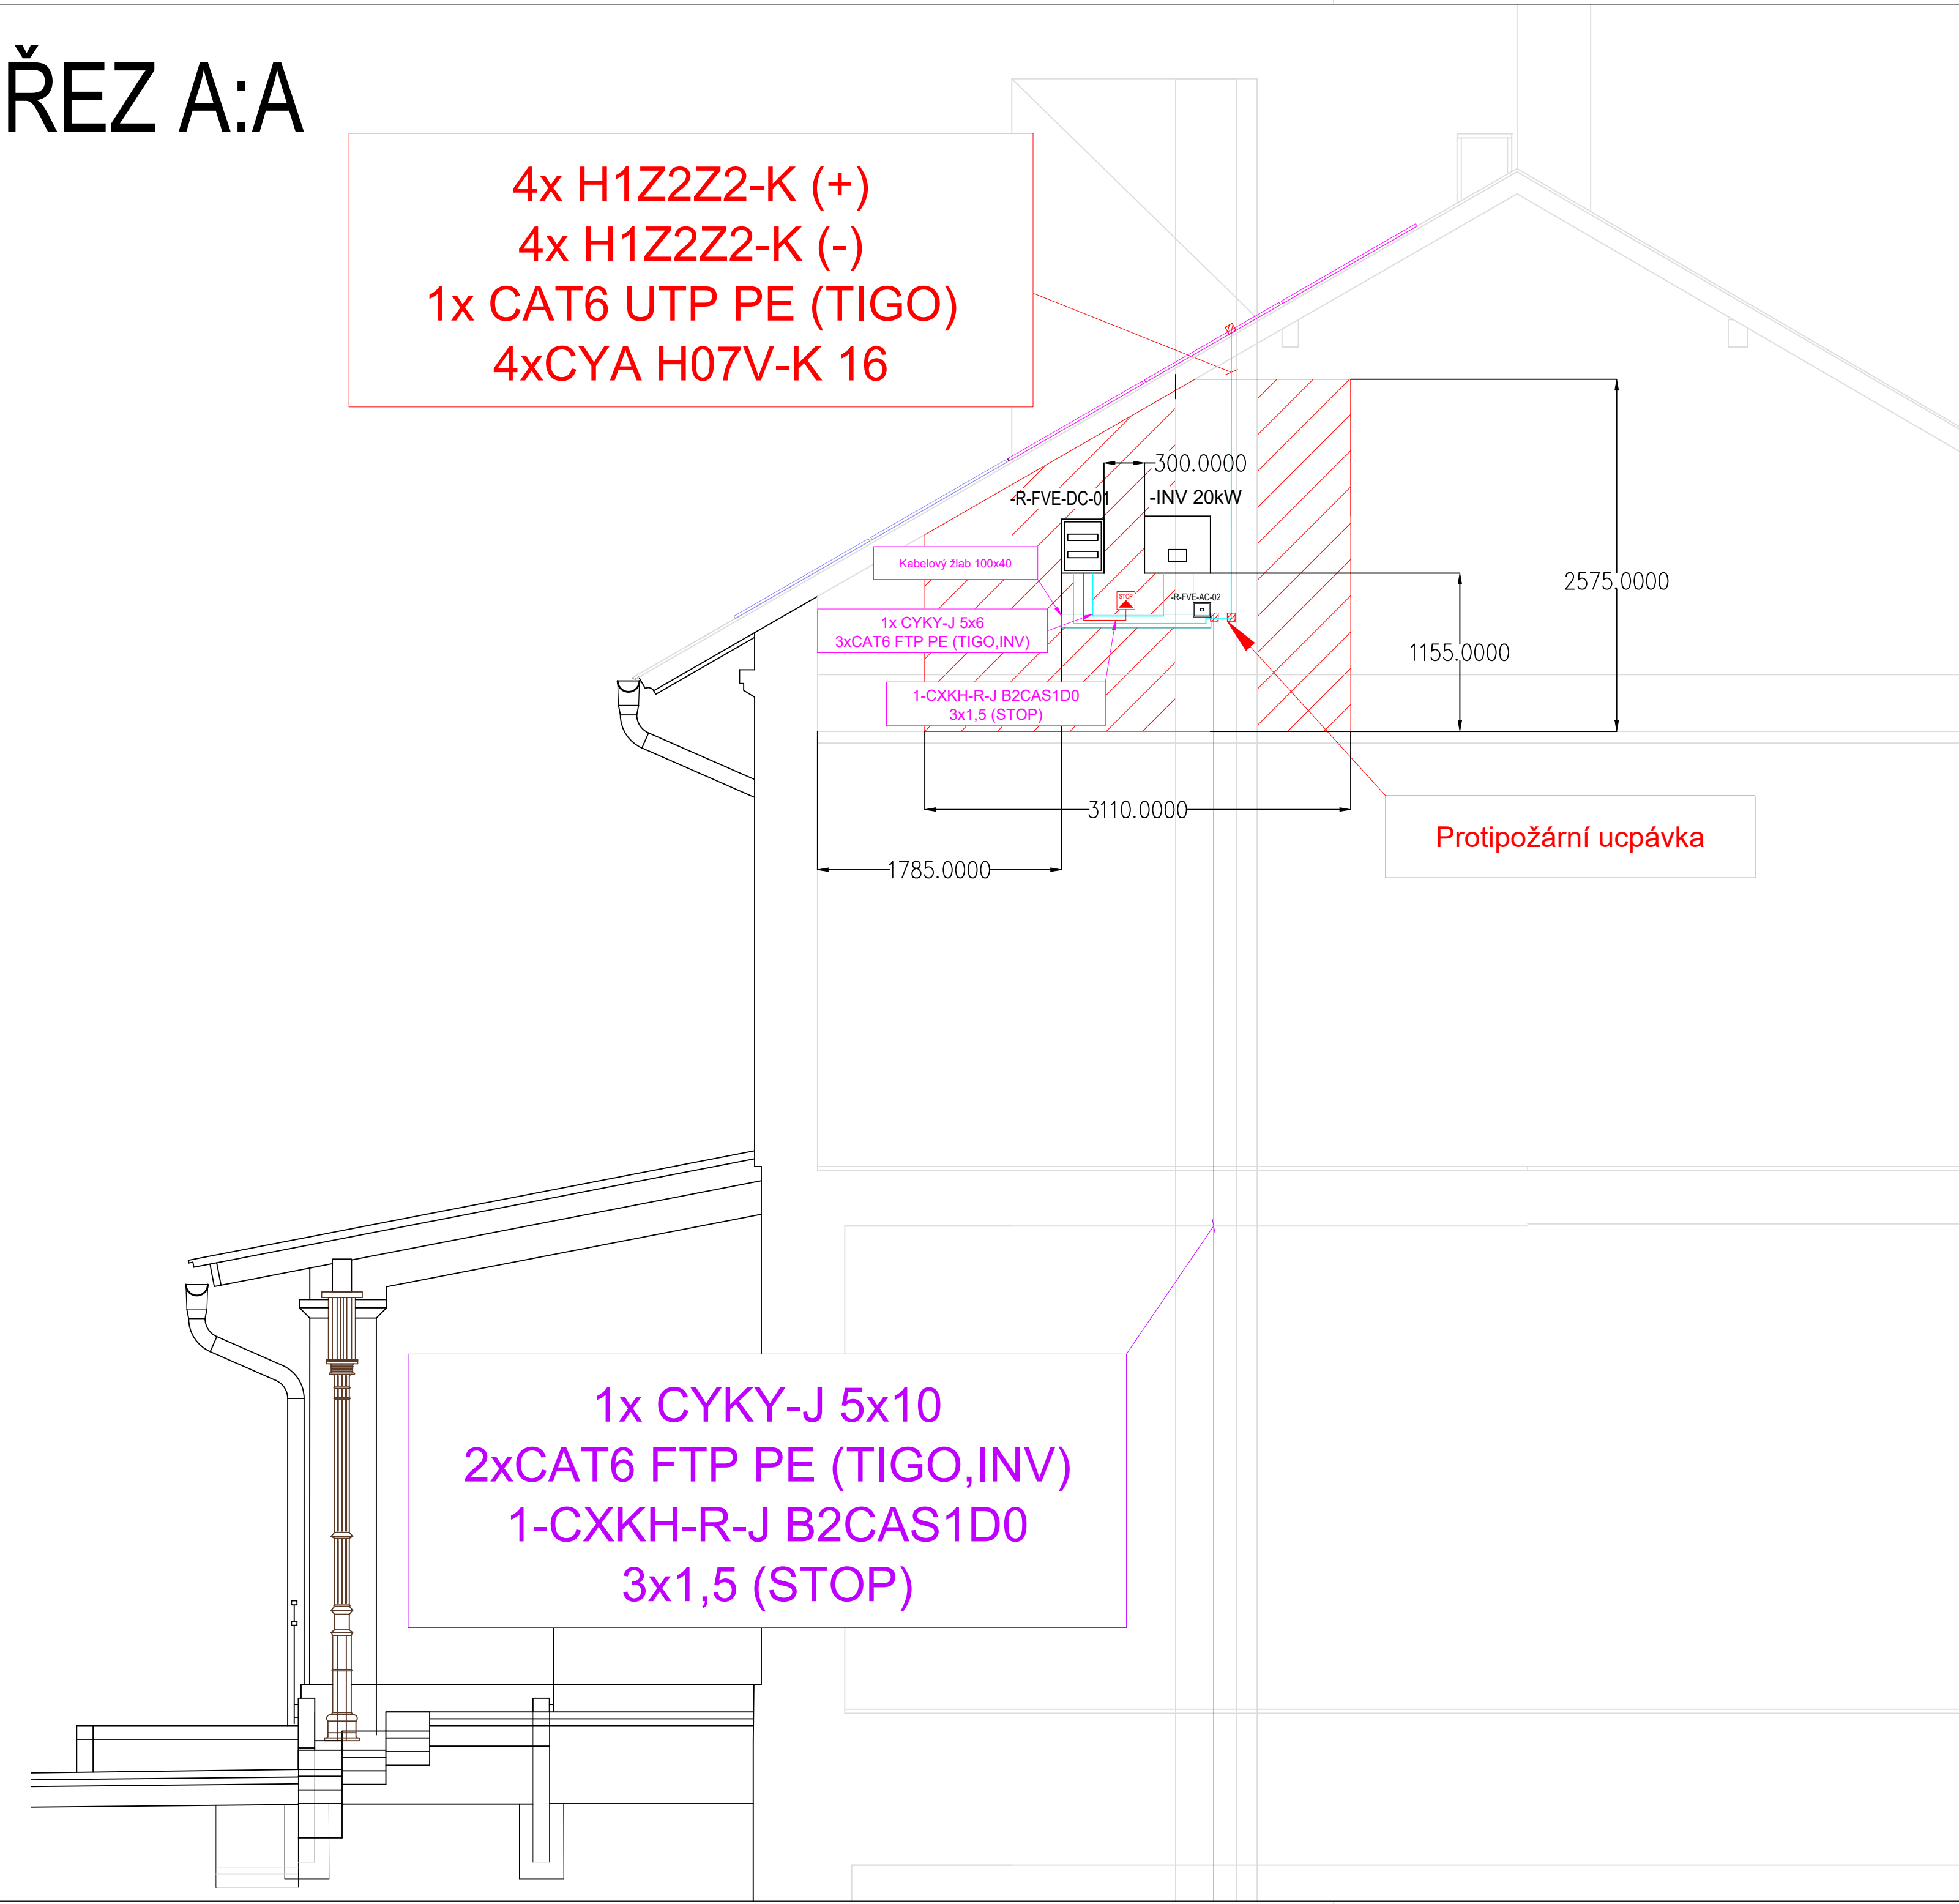 ŘEZ A:A
4x H1Z2Z2-K (+)
4x H1Z2Z2-K (-)
1x CAT6 UTP PE (TIGO)
4xCYA H07V-K 16
300.0000
-R-FVE-DC-01
-INV 20kW
Kabelový žlab 100x40
2575.0000
STOP
-R-FVE-AC-02
1x CYKY-J 5x6
3xCAT6 FTP PE (TIGO,INV)
1155.0000
1-CXKH-R-J B2CAS1D0
3x1,5 (STOP)
3110.0000
Protipožární ucpávka
1785.0000
1x CYKY-J 5x10
2xCAT6 FTP PE (TIGO,INV)
1-CXKH-R-J B2CAS1D0
3x1,5 (STOP)